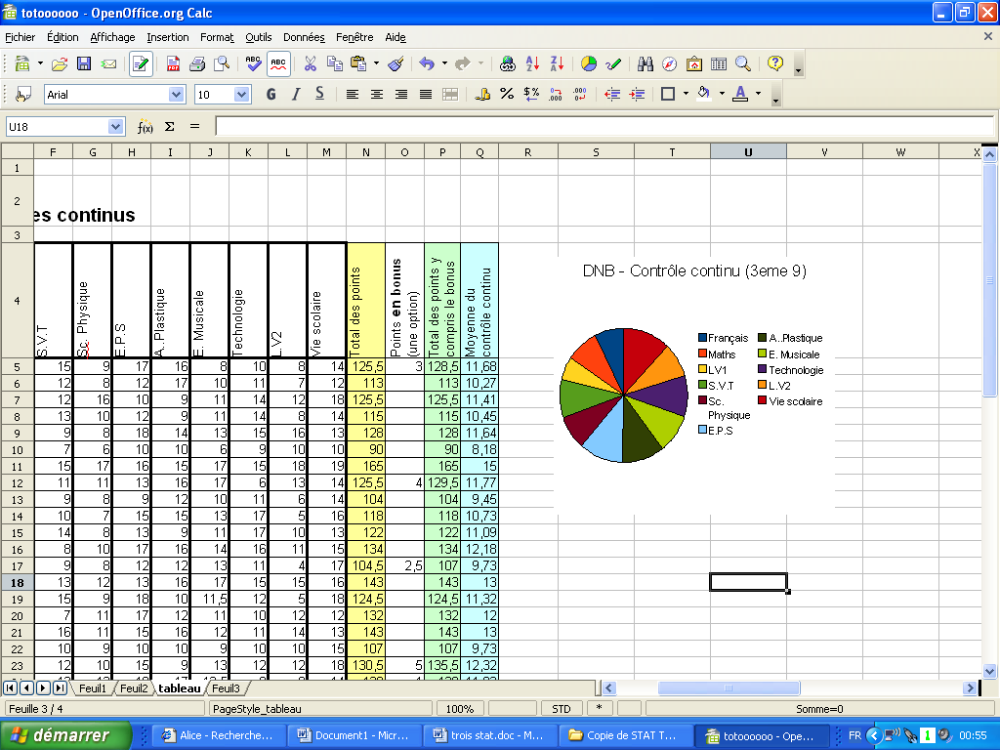 totoooooo - OpenOffice.org Calc
Fichier Édition Affichage Insertion Format Outils Données Fenêtre Aide
Arial 10 G I S
U18 f(x) Σ =
F G H I J K L M N O P Q R S T U V W X
1
2 es continus
3
4 S.V.T Sc. Physique E.P.S A.. Plastique E. Musicale Technologie L.V2 Vie scolaire Total des points Points en bonus (une option) Total des points y compris le bonus Moyenne du contrôle continu
5 15 9 17 16 8 10 8 14 125,5 3 128,5 11,68
6 12 8 12 17 10 11 7 12 113 113 10,27
7 12 16 10 9 11 14 12 18 125,5 125,5 11,41
8 13 10 12 9 11 14 8 14 115 115 10,45
9 9 8 18 14 13 15 16 13 128 128 11,64
10 7 6 10 10 6 9 10 10 90 90 8,18
11 15 17 16 15 17 15 18 19 165 165 15
12 11 11 13 16 17 6 13 14 125,5 4 129,5 11,77
13 9 8 9 12 10 11 6 14 104 104 9,45
14 10 7 15 15 13 17 5 16 118 118 10,73
15 14 8 13 9 11 17 10 13 122 122 11,09
16 8 10 17 16 14 16 11 15 134 134 12,18
17 9 8 12 12 13 11 4 17 104,5 2,5 107 9,73
18 13 12 13 16 17 15 15 16 143 143 13
19 15 9 18 10 11,5 12 5 18 124,5 124,5 11,32
20 7 11 17 12 11 10 12 12 132 132 12
21 16 11 15 16 12 11 14 13 143 143 13
22 10 9 10 10 9 10 10 15 107 107 9,73
23 12 10 15 9 13 12 12 18 130,5 5 135,5 12,32
DNB - Contrôle continu (3eme 9)
Français A..Plastique
Maths E. Musicale
LV1 Technologie
S.V.T L.V2
Sc. Physique Vie scolaire
E.P.S
Feuil1 Feuil2 tableau Feuil3
Feuille 3 / 4 PageStyle_tableau 100% STD * Somme=0
démarrer Alice - Recherche... Document1 - Micr... trois stat.doc - M... Copie de STAT T... totoooooo - Ope... FR 1 00:55